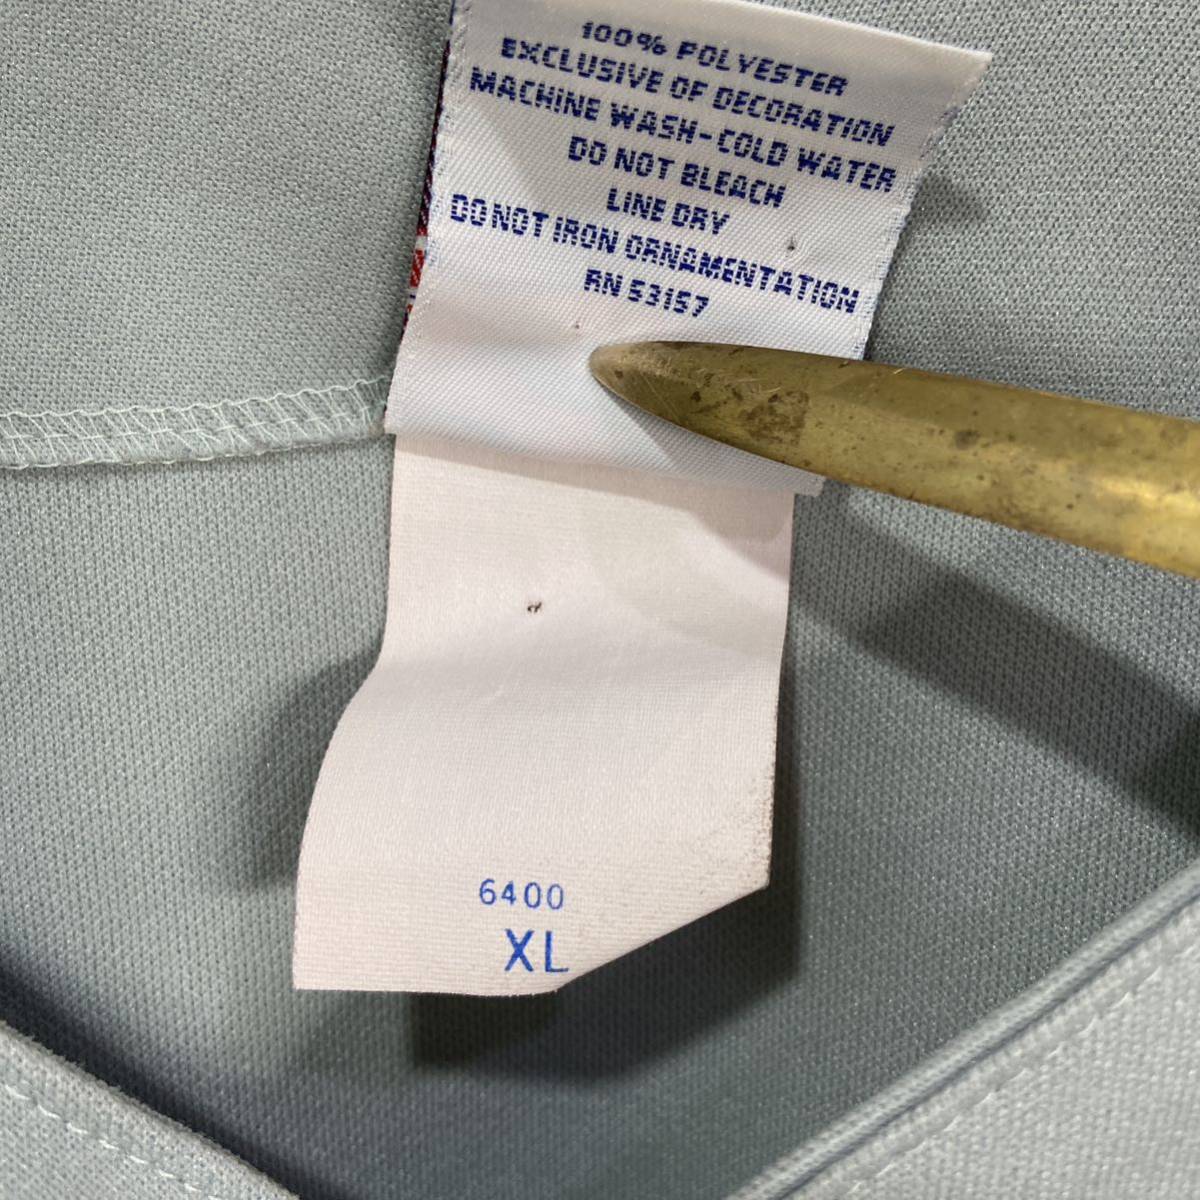 100% POLYESTER
EXCLUSIVE OF DECORATION
MACHINE WASH-COLD WATER
DO NOT BLEACH
LINE DRY
DO NOT IRON ORNAMENTATION
RN 53157
6400
XL